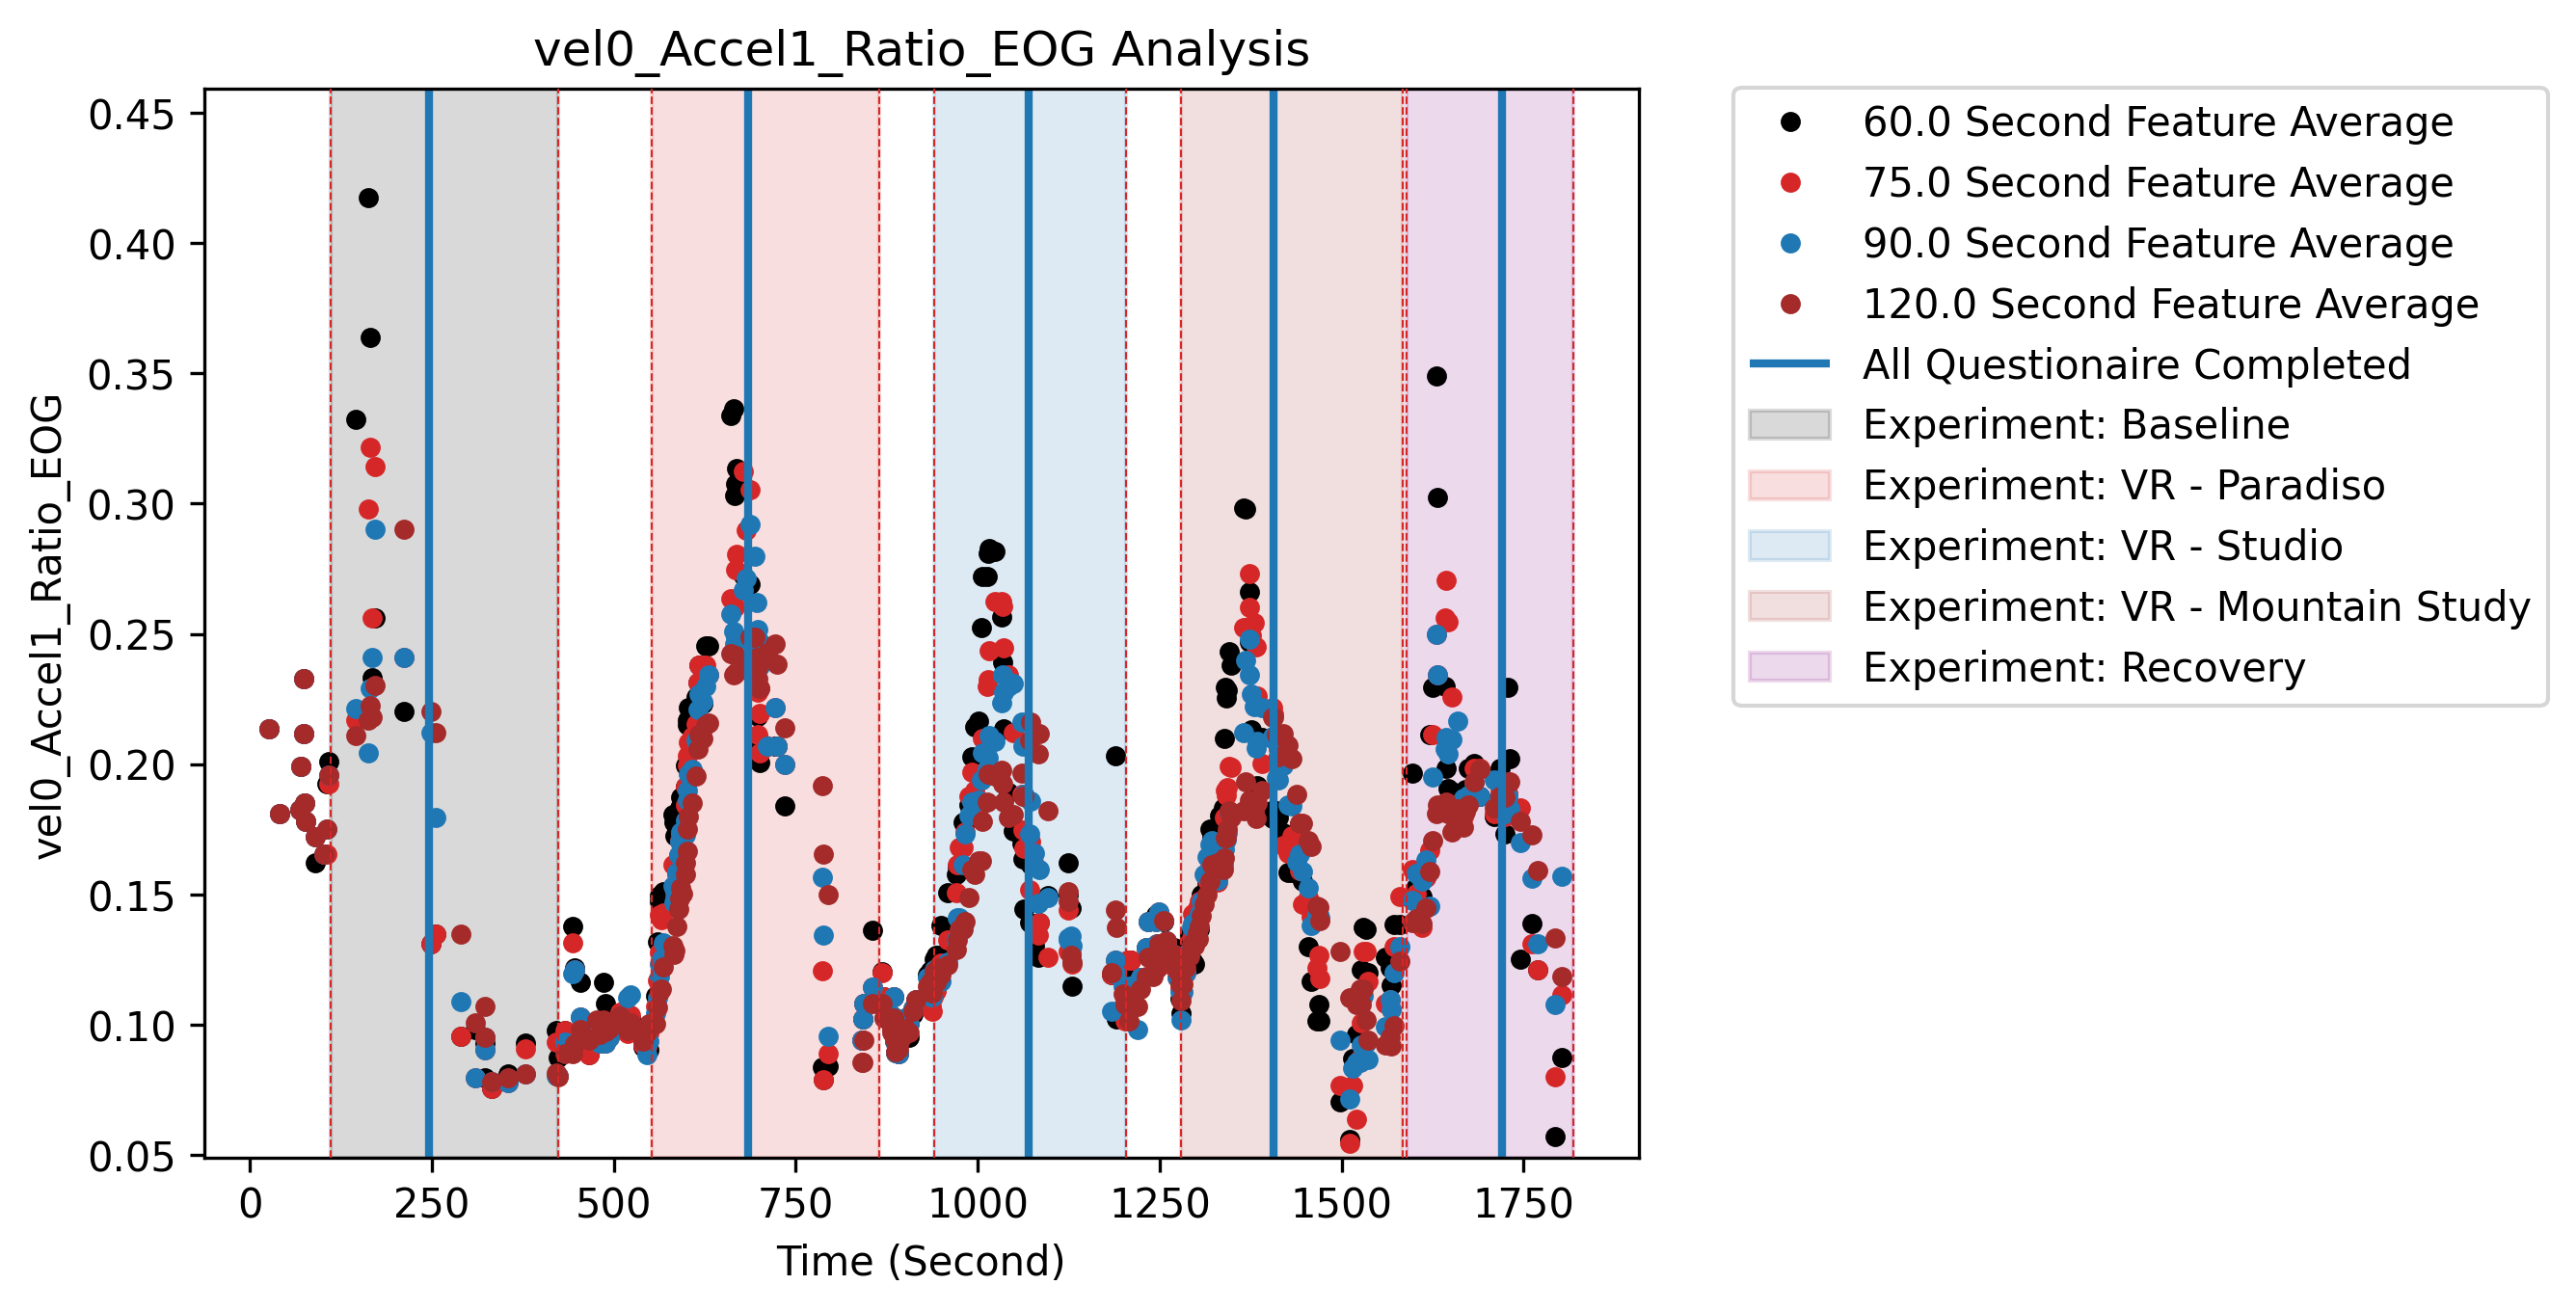 vel0_Accel1_Ratio_EOG Analysis
vel0_Accel1_Ratio_EOG
0.45
0.40
0.35
0.30
0.25
0.20
0.15
0.10
0.05
0 250 500 750 1000 1250 1500 1750
Time (Second)
60.0 Second Feature Average
75.0 Second Feature Average
90.0 Second Feature Average
120.0 Second Feature Average
All Questionaire Completed
Experiment: Baseline
Experiment: VR - Paradiso
Experiment: VR - Studio
Experiment: VR - Mountain Study
Experiment: Recovery